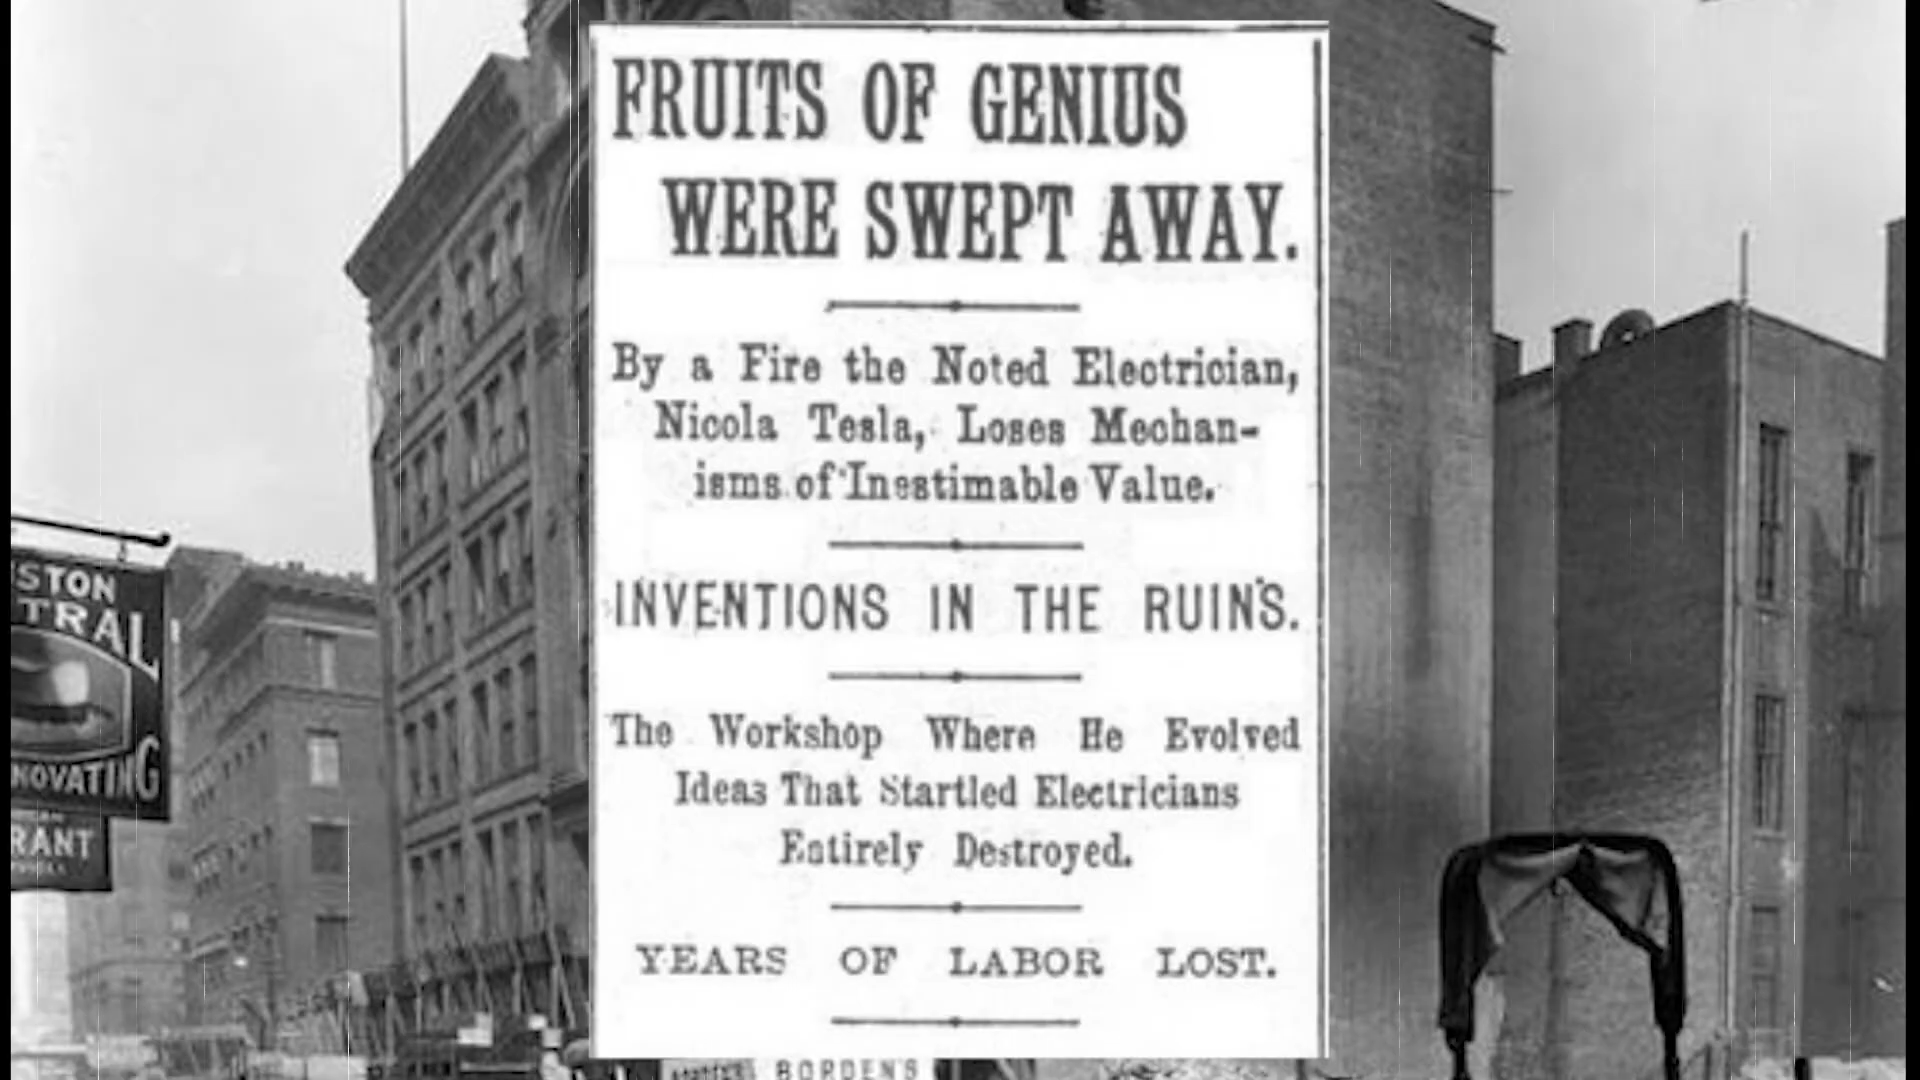 FRUITS OF GENIUS
WERE SWEPT AWAY.
By a Fire the Noted Electrician,
Nicola Tesla, Loses Mechan-
isms of Inestimable Value.
INVENTIONS IN THE RUINS.
The Workshop Where He Evolved
Ideas That Startled Electricians
Entirely Destroyed.
YEARS OF LABOR LOST.
STON
TRAL
NOVATING
RANT
BORDEN'S